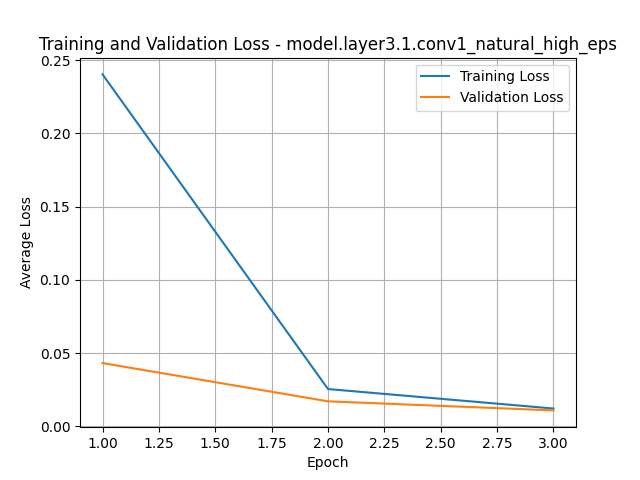 Training and Validation Loss - model.layer3.1.conv1_natural_high_eps
Training Loss
Validation Loss
Average Loss
0.25
0.20
0.15
0.10
0.05
0.00
1.00 1.25 1.50 1.75 2.00 2.25 2.50 2.75 3.00
Epoch